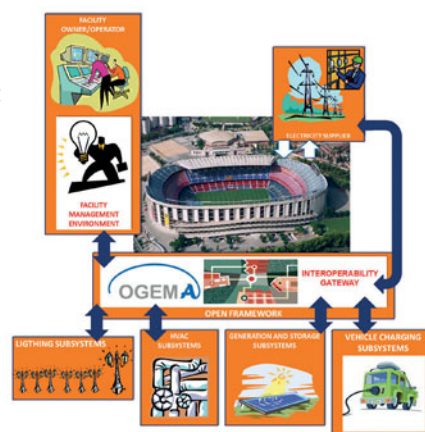 FACILITY
OWNER/OPERATOR
FACILITY
MANAGEMENT
ENVIRONMENT
ELECTRICITY SUPPLIER
OGEMA
INTEROPERABILITY
GATEWAY
OPEN FRAMEWORK
LIGTHING SUBSYSTEMS
HVAC
SUBSYSTEMS
GENERATION AND STORAGE
SUBSYSTEMS
VEHICLE CHARGING
SUBSYSTEMS